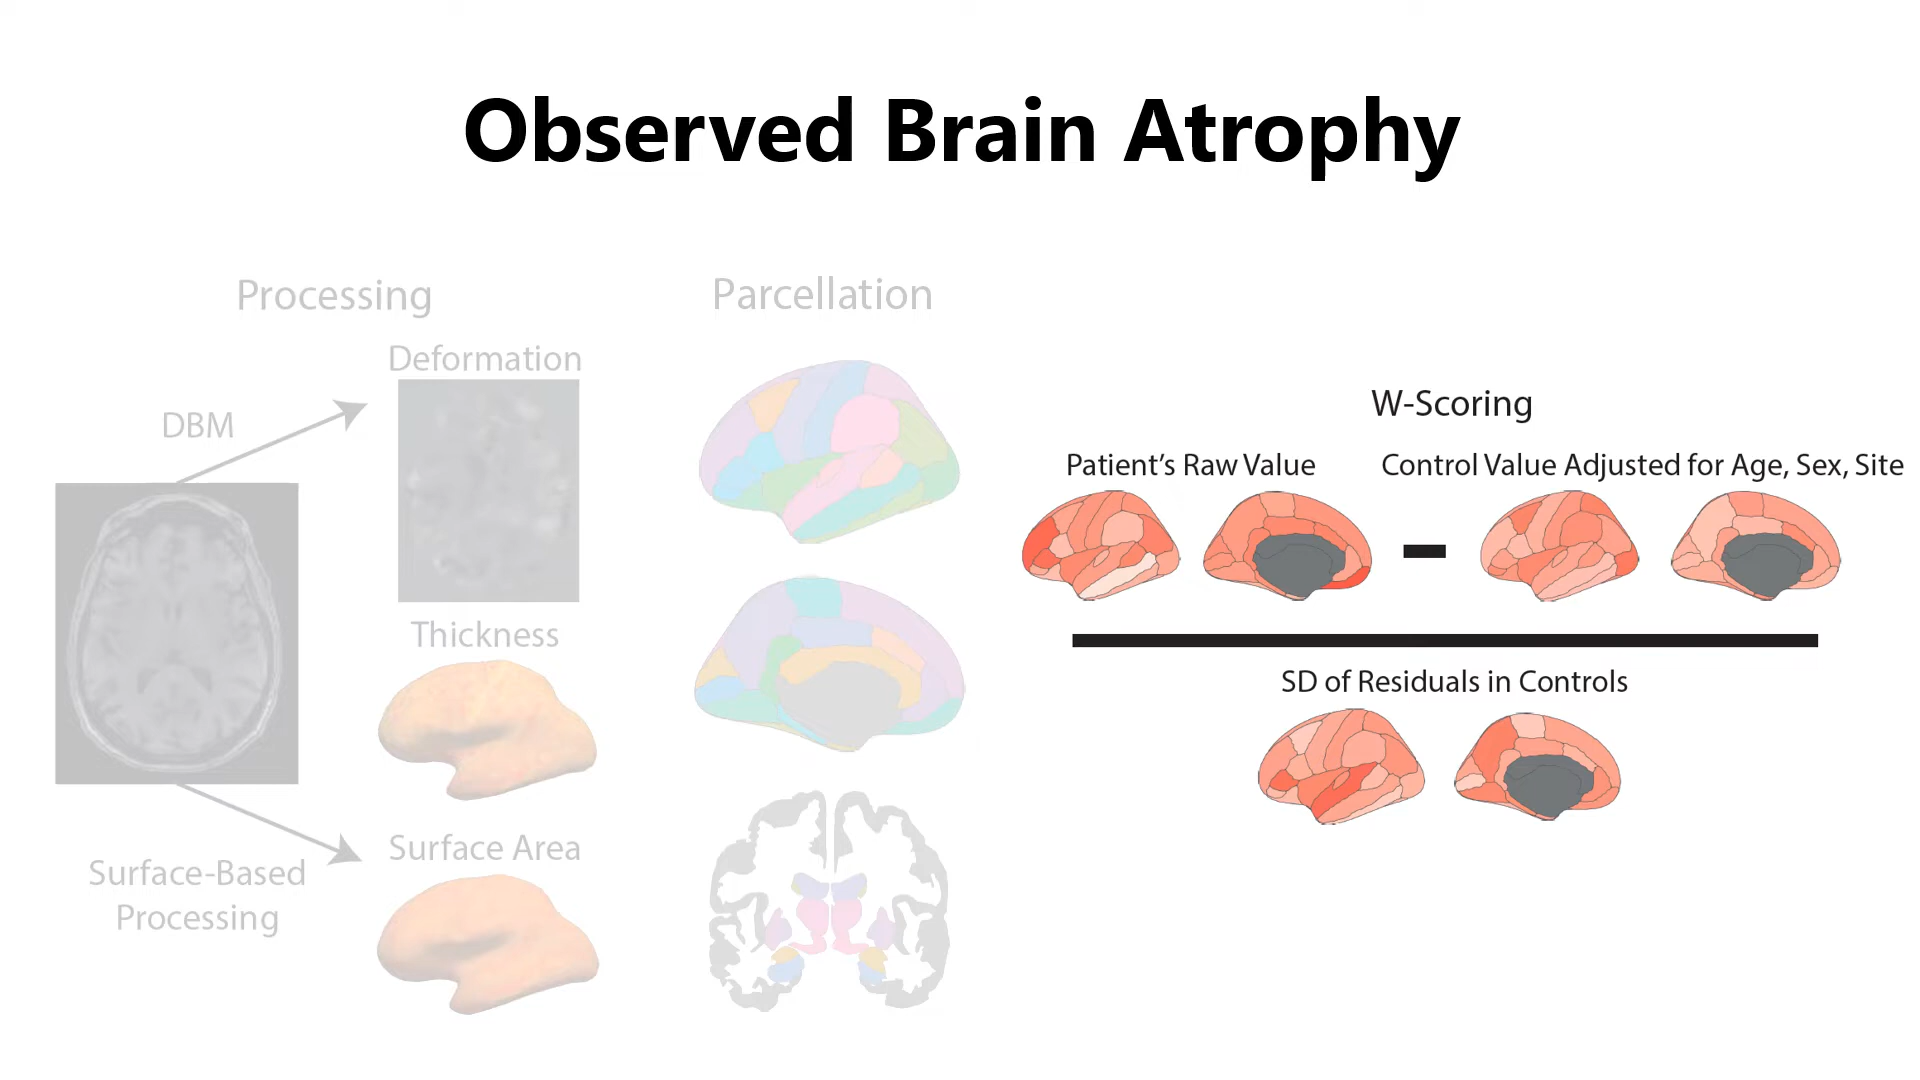 Observed Brain Atrophy
Processing
Deformation
DBM
Thickness
Surface Area
Surface-Based
Processing
Parcellation
W-Scoring
Patient's Raw Value
Control Value Adjusted for Age, Sex, Site
SD of Residuals in Controls